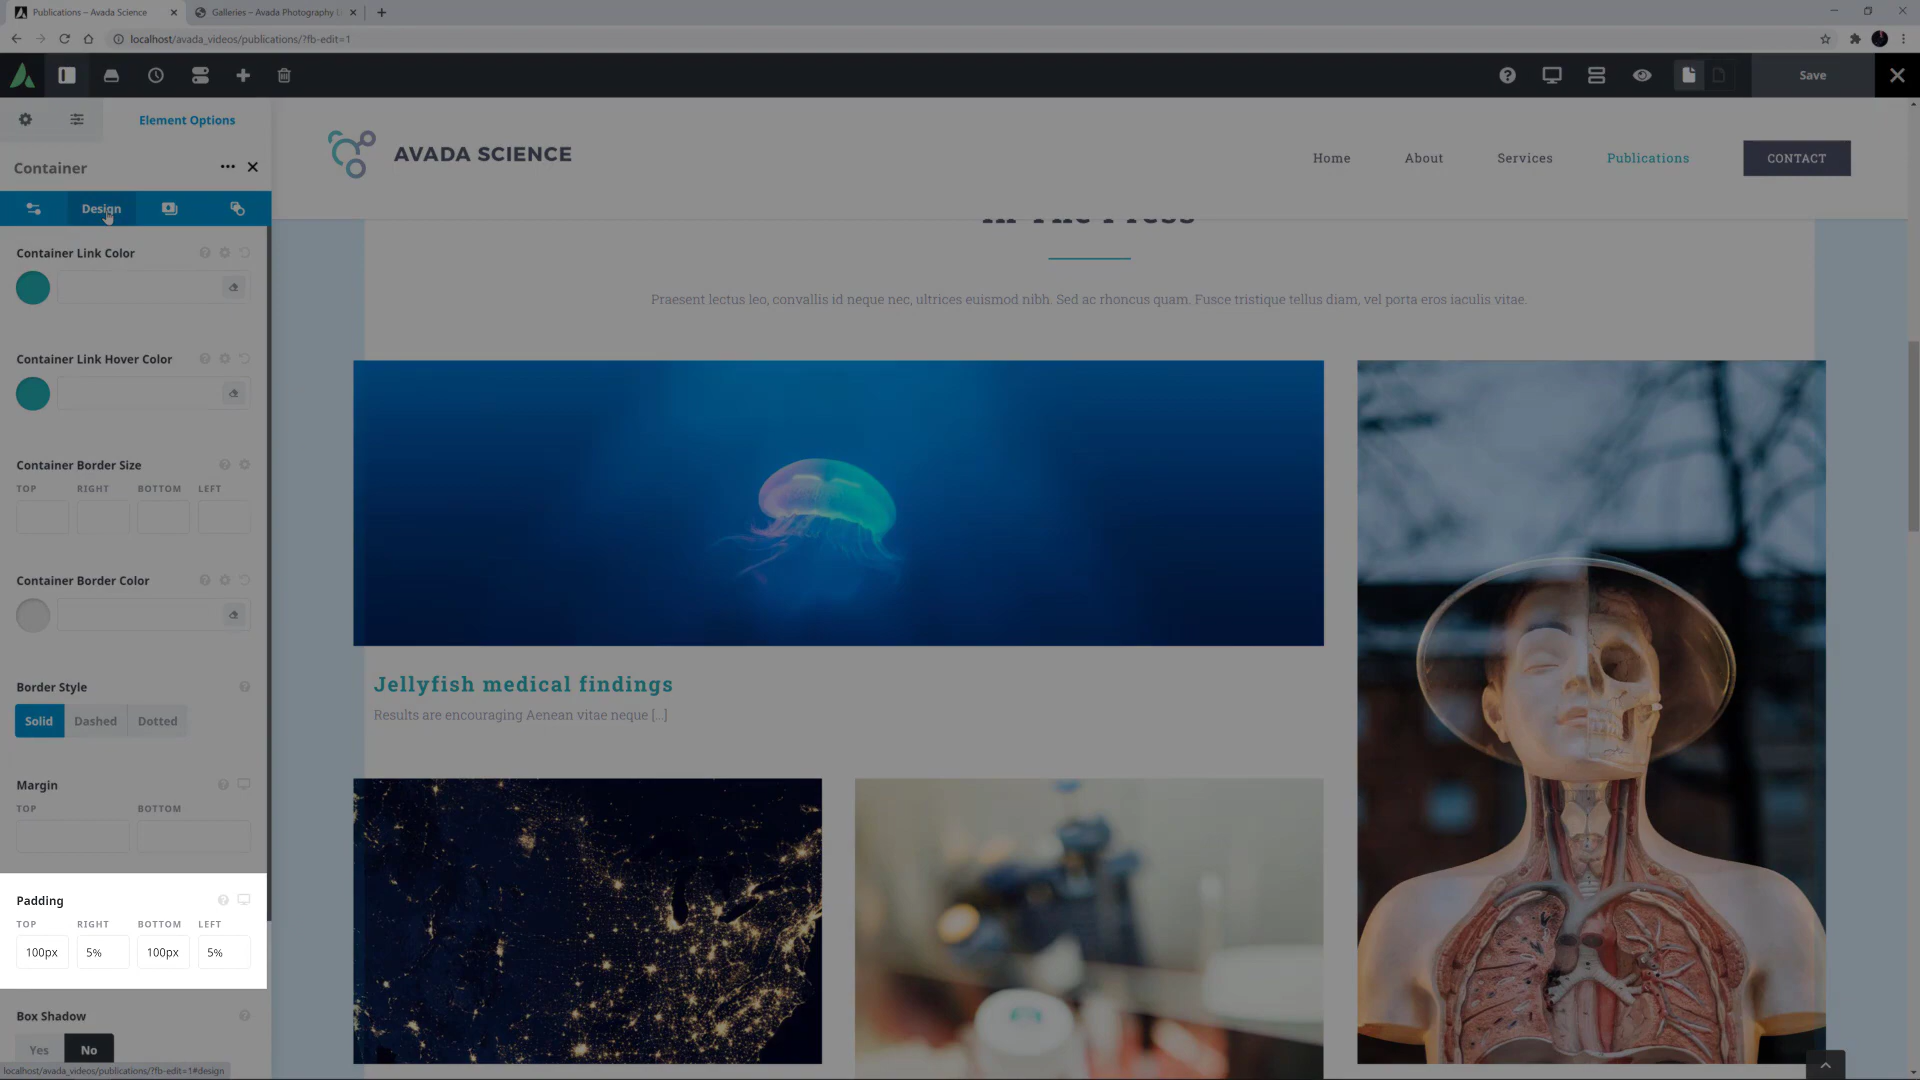 Publications – Avada Science
Galleries – Avada Photography
localhost/avada_videos/publications/?fb-edit=1
Save
Element Options
Container
Design
AVADA SCIENCE
Home
About
Services
Publications
CONTACT
In The Press
Praesent lectus leo, convallis id neque nec, ultrices euismod nibh. Sed ac rhoncus quam. Fusce tristique tellus diam, vel porta eros iaculis vitae.
Container Link Color
Container Link Hover Color
Container Border Size
TOP RIGHT BOTTOM LEFT
Container Border Color
Border Style
Solid Dashed Dotted
Margin
TOP BOTTOM
Padding
TOP RIGHT BOTTOM LEFT
100px 5% 100px 5%
Box Shadow
Yes No
localhost/avada_videos/publications/?fb-edit=1#design
Jellyfish medical findings
Results are encouraging Aenean vitae neque [...]